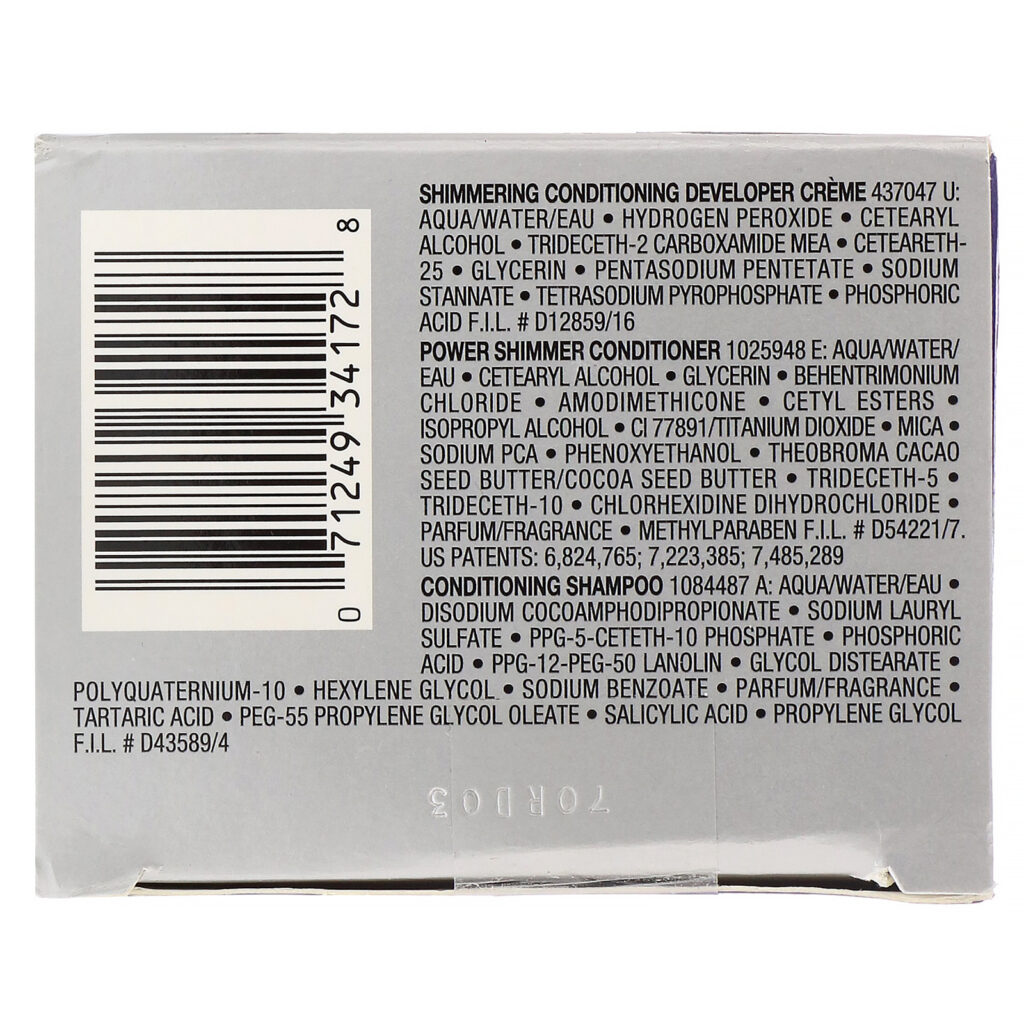 SHIMMERING CONDITIONING DEVELOPER CRÈME 437047 U:
AQUA/WATER/EAU • HYDROGEN PEROXIDE • CETEARYL
ALCOHOL • TRIDECETH-2 CARBOXAMIDE MEA • CETEARETH-
25 • GLYCERIN • PENTASODIUM PENTETATE • SODIUM
STANNATE • TETRASODIUM PYROPHOSPHATE • PHOSPHORIC
ACID F.I.L. # D12859/16
POWER SHIMMER CONDITIONER 1025948 E: AQUA/WATER/
EAU • CETEARYL ALCOHOL • GLYCERIN • BEHENTRIMONIUM
CHLORIDE • AMODIMETHICONE • CETYL ESTERS •
ISOPROPYL ALCOHOL • CI 77891/TITANIUM DIOXIDE • MICA •
SODIUM PCA • PHENOXYETHANOL • THEOBROMA CACAO
SEED BUTTER/COCOA SEED BUTTER • TRIDECETH-5 •
TRIDECETH-10 • CHLORHEXIDINE DIHYDROCHLORIDE •
PARFUM/FRAGRANCE • METHYLPARABEN F.I.L. # D54221/7.
US PATENTS: 6,824,765; 7,223,385; 7,485,289
CONDITIONING SHAMPOO 1084487 A: AQUA/WATER/EAU •
DISODIUM COCOAMPHODIPROPIONATE • SODIUM LAURYL
SULFATE • PPG-5-CETETH-10 PHOSPHATE • PHOSPHORIC
ACID • PPG-12-PEG-50 LANOLIN • GLYCOL DISTEARATE •
POLYQUATERNIUM-10 • HEXYLENE GLYCOL • SODIUM BENZOATE • PARFUM/FRAGRANCE •
TARTARIC ACID • PEG-55 PROPYLENE GLYCOL OLEATE • SALICYLIC ACID • PROPYLENE GLYCOL
F.I.L. # D43589/4
0 71249 34172 8
70RD03